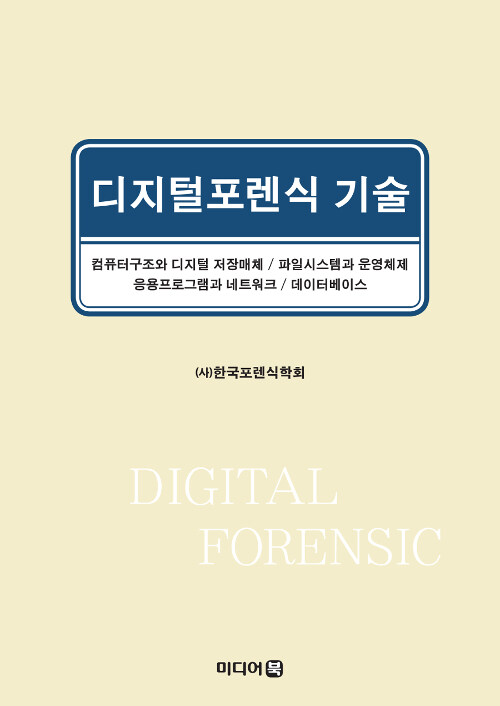 디지털포렌식 기술
컴퓨터구조와 디지털 저장매체 / 파일시스템과 운영체제
응용프로그램과 네트워크 / 데이터베이스
(사)한국포렌식학회
DIGITAL
FORENSIC
미디어북